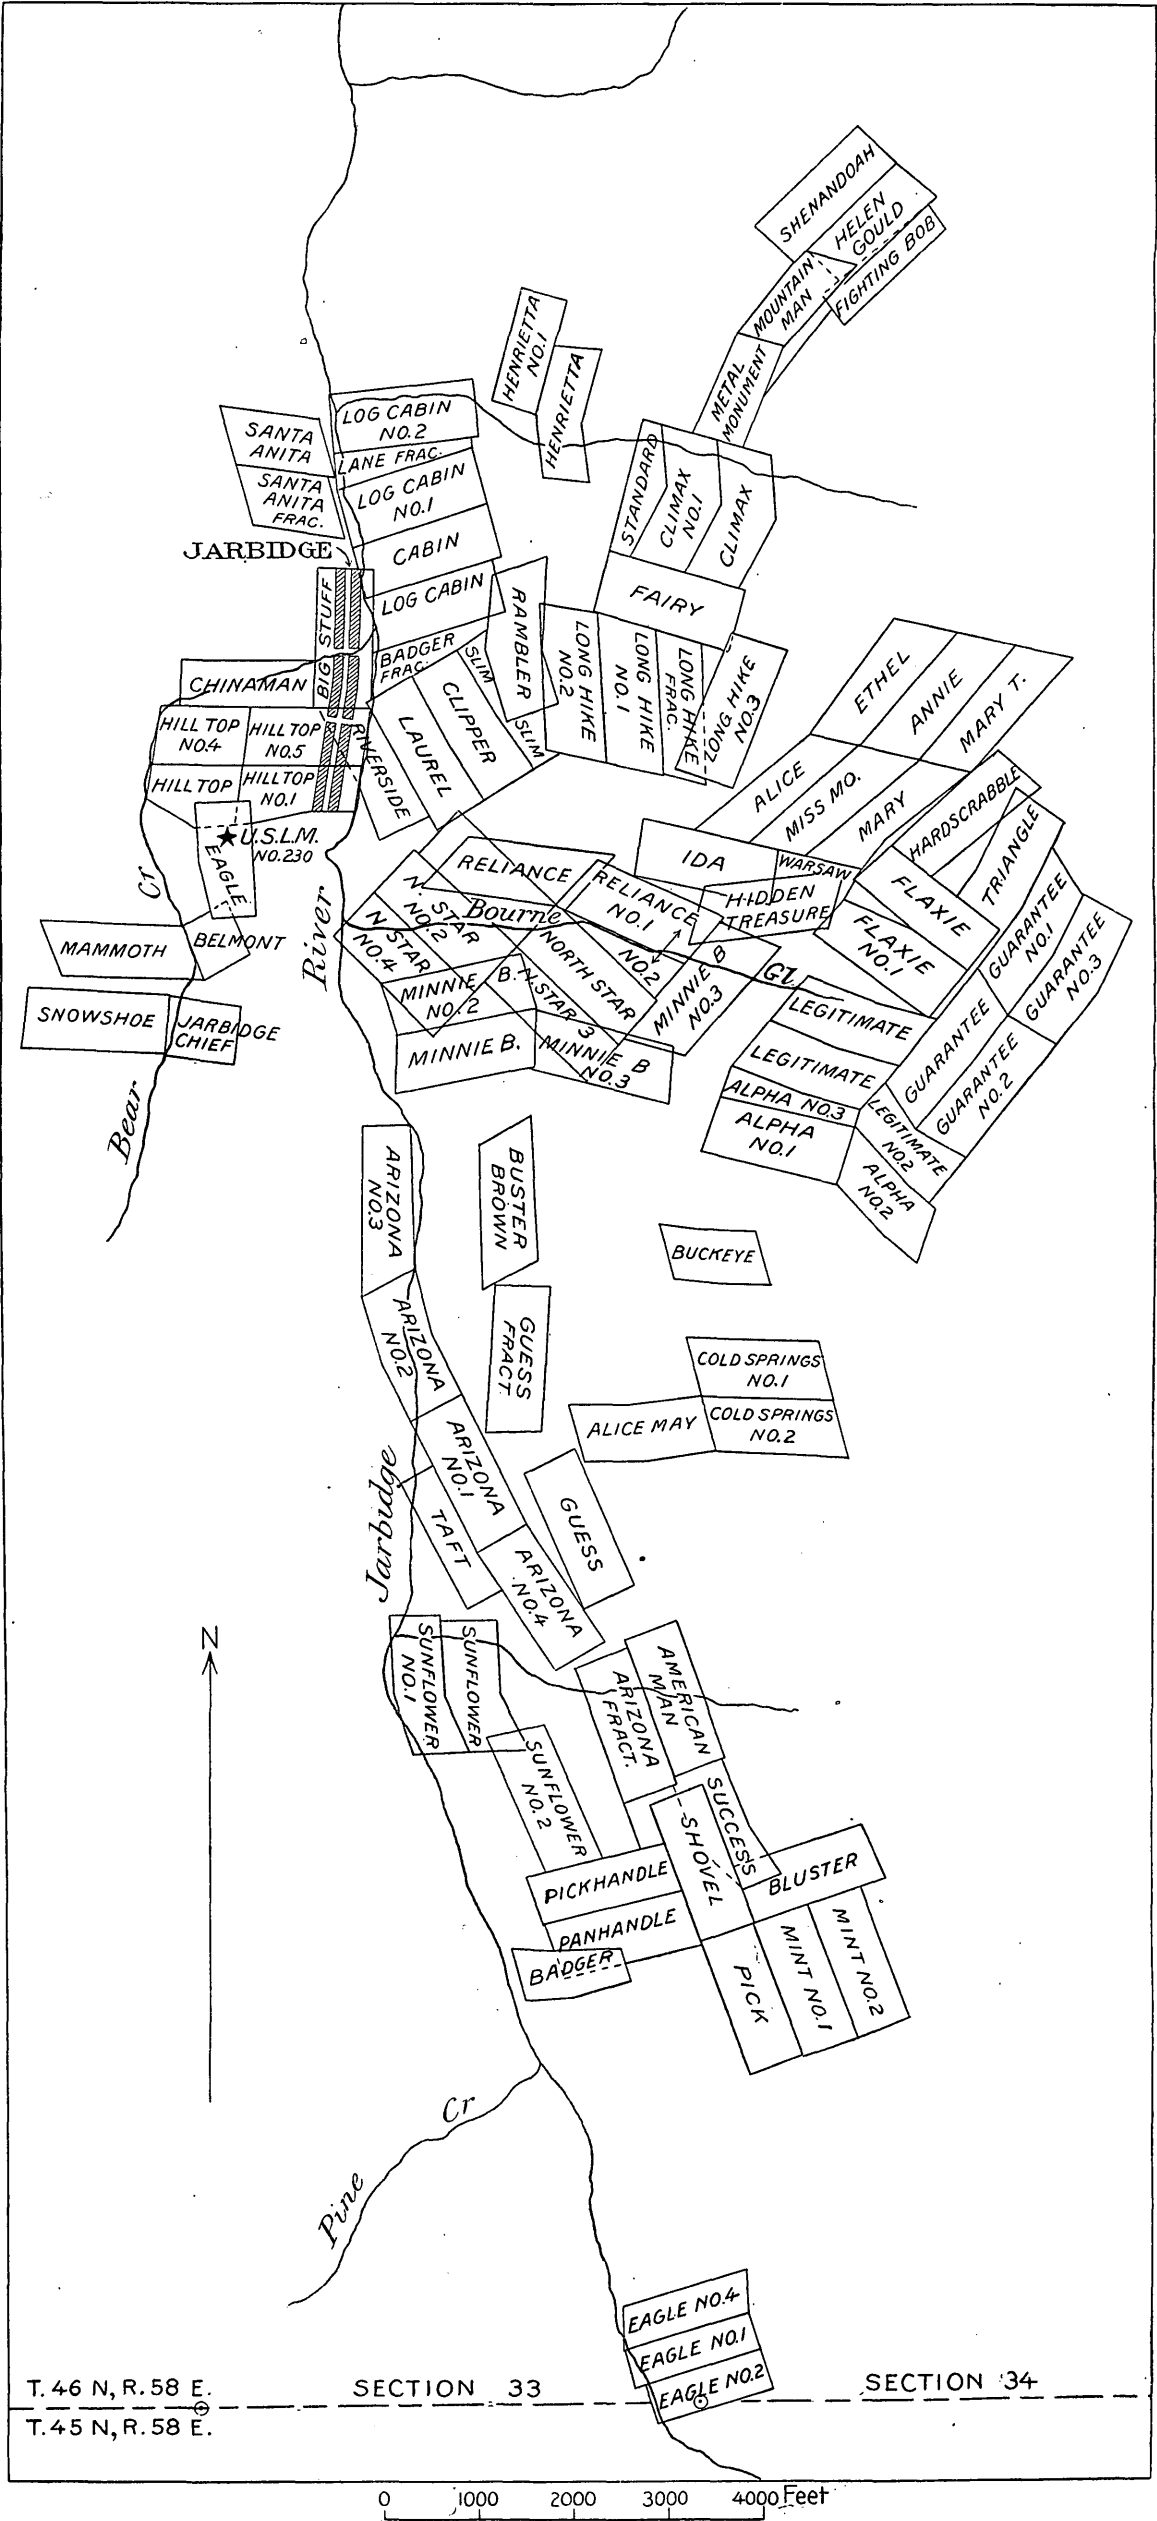 SHENANDOAH
HELEN
GOULD
FIGHTING BOB
MOUNTAIN
MAN
METAL
MONUMENT
HENRIETTA
NO.1
HENRIETTA
LOG CABIN
NO.2
LANE FRAC.
LOG CABIN
NO.1
CABIN
LOG CABIN
SANTA
ANITA
SANTA
ANITA
FRAC.
JARBIDGE
STANDARD
CLIMAX
NO.1
CLIMAX
FAIRY
BIG STUFF
BADGER
FRAC.
SLIM
RAMBLER
LONG HIKE
NO.2
LONG HIKE
NO.1
LONG HIKE
FRAC.
LONG HIKE
NO.3
CHINAMAN
HILL TOP
NO.4
HILL TOP
NO.5
HILL TOP
HILL TOP
NO.1
RIVERSIDE
LAUREL
CLIPPER
SLIM
ETHEL
ANNIE
MARY T.
ALICE
MISS MO.
MARY
HARDSCRABBLE
TRIANGLE
U.S.L.M.
NO.230
EAGLE
RELIANCE
RELIANCE
NO.1
IDA
WARSAW
HIDDEN
TREASURE
FLAXIE
FLAXIE
NO.1
GUARANTEE
NO.1
GUARANTEE
NO.3
Cr
River
N. STAR
NO.2
Bourne
Gl.
N STAR
NO.4
NORTH STAR
NO.2
MINNIE B
NO.3
MAMMOTH
BELMONT
MINNIE
NO.2
B.
N. STAR 3
LEGITIMATE
GUARANTEE
GUARANTEE
NO.2
SNOWSHOE
JARBIDGE
CHIEF
MINNIE B.
MINNIE B
NO.3
LEGITIMATE
ALPHA NO.3
ALPHA
NO.1
LEGITIMATE
NO.2
ALPHA
NO.2
Bear
ARIZONA
NO.3
BUSTER
BROWN
BUCKEYE
ARIZONA
NO.2
GUESS
FRACT.
COLD SPRINGS
NO.1
ALICE MAY
COLD SPRINGS
NO.2
ARIZONA
NO.1
Jarbidge
TAFT
GUESS
ARIZONA
NO.4
N
SUNFLOWER
NO.1
SUNFLOWER
AMERICAN
MAN
ARIZONA
FRACT.
SUNFLOWER
NO.2
SUCCESS
SHOVEL
PICKHANDLE
BLUSTER
PANHANDLE
BADGER
PICK
MINT NO.1
MINT NO.2
Cr
Pine
EAGLE NO.4
EAGLE NO.1
EAGLE NO.2
T. 46 N, R. 58 E.
SECTION 33
SECTION 34
T. 45 N, R. 58 E.
0 1000 2000 3000 4000 Feet